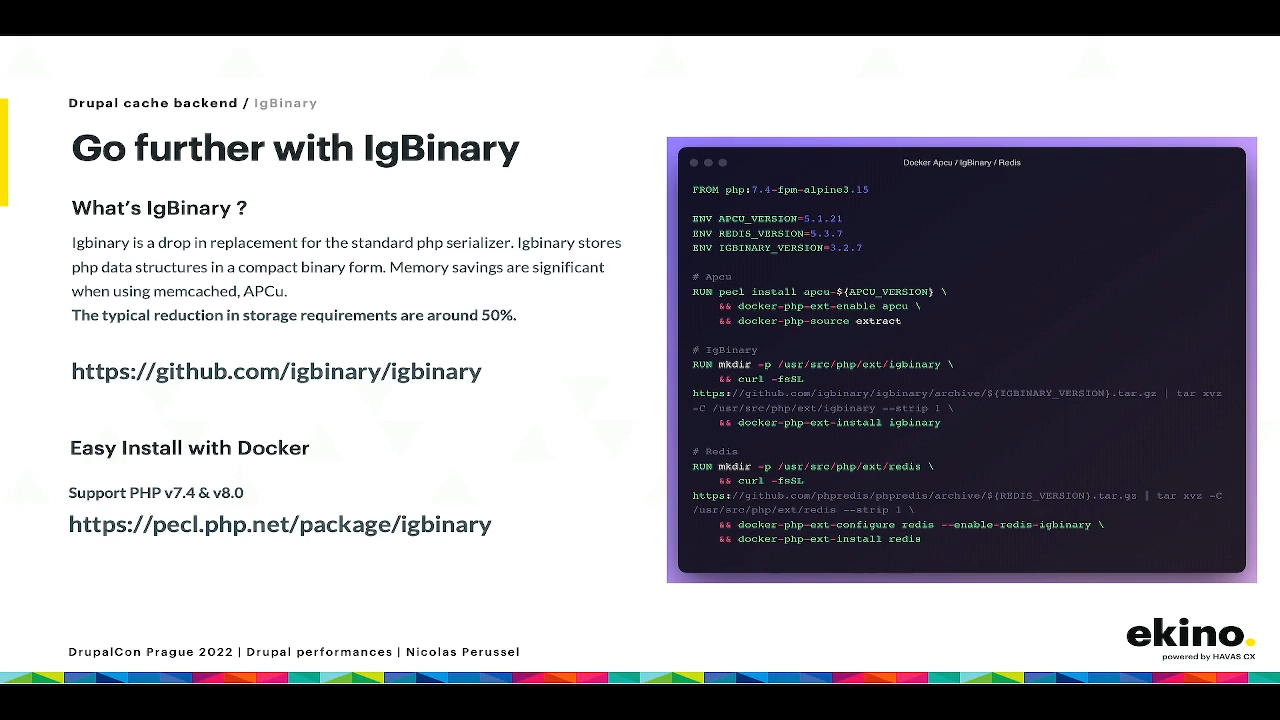 Drupal cache backend / IgBinary
Go further with IgBinary
What's IgBinary ?
Igbinary is a drop in replacement for the standard php serializer. Igbinary stores
php data structures in a compact binary form. Memory savings are significant
when using memcached, APCu.
The typical reduction in storage requirements are around 50%.
https://github.com/igbinary/igbinary
Easy Install with Docker
Support PHP v7.4 & v8.0
https://pecl.php.net/package/igbinary
Docker Apcu / IgBinary / Redis
FROM php:7.4-fpm-alpine3.15
ENV APCU_VERSION=5.1.21
ENV REDIS_VERSION=5.3.7
ENV IGBINARY_VERSION=3.2.7
# Apcu
RUN pecl install apcu-${APCU_VERSION} \
&& docker-php-ext-enable apcu \
&& docker-php-source extract
# IgBinary
RUN mkdir -p /usr/src/php/ext/igbinary \
&& curl -fsSL
https://github.com/igbinary/igbinary/archive/${IGBINARY_VERSION}.tar.gz | tar xvz
-C /usr/src/php/ext/igbinary --strip 1 \
&& docker-php-ext-install igbinary
# Redis
RUN mkdir -p /usr/src/php/ext/redis \
&& curl -fsSL
https://github.com/phpredis/phpredis/archive/${REDIS_VERSION}.tar.gz | tar xvz -C
/usr/src/php/ext/redis --strip 1 \
&& docker-php-ext-configure redis --enable-redis-igbinary \
&& docker-php-ext-install redis
DrupalCon Prague 2022 | Drupal performances | Nicolas Perussel
ekino.
powered by HAVAS CX